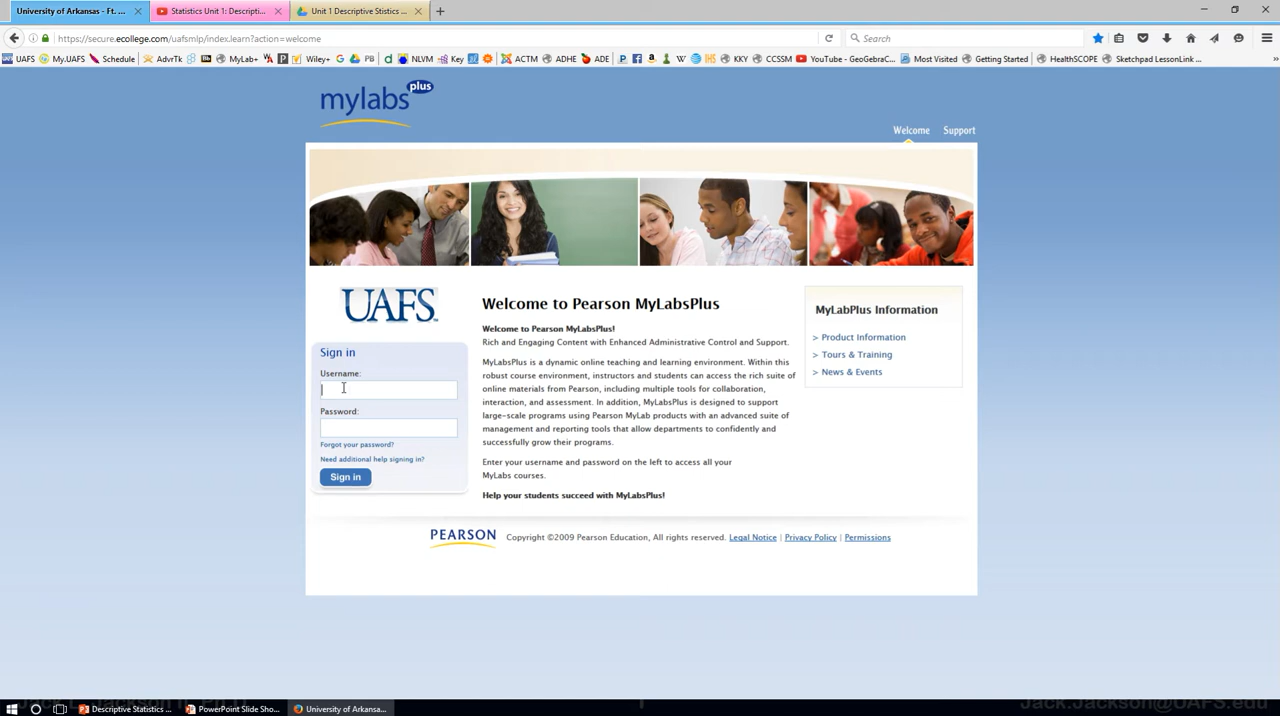 University of Arkansas - Ft. ...
Statistics Unit 1: Descripti...
Unit 1 Descriptive Stistics ...
https://secure.ecollege.com/uafsmlp/index.learn?action=welcome
Search
UAFS My.UAFS Schedule AdvrTk Bb MyLab+ Wiley+ PB NLVM Key ACTM ADHE ADE KKY CCSSM YouTube - GeoGebraC... Most Visited Getting Started HealthSCOPE Sketchpad LessonLink ...
mylabs plus
Welcome Support
UAFS
Sign in
Username:
Password:
Forgot your password?
Need additional help signing in?
Sign in
Welcome to Pearson MyLabsPlus
Welcome to Pearson MyLabsPlus!
Rich and Engaging Content with Enhanced Administrative Control and Support.
MyLabsPlus is a dynamic online teaching and learning environment. Within this
robust course environment, instructors and students can access the rich suite of
online materials from Pearson, including multiple tools for collaboration,
interaction, and assessment. In addition, MyLabsPlus is designed to support
large-scale programs using Pearson MyLab products with an advanced suite of
management and reporting tools that allow departments to confidently and
successfully grow their programs.
Enter your username and password on the left to access all your
MyLabs courses.
Help your students succeed with MyLabsPlus!
MyLabPlus Information
> Product Information
> Tours & Training
> News & Events
PEARSON Copyright ©2009 Pearson Education, All rights reserved. Legal Notice | Privacy Policy | Permissions
Descriptive Statistics ...
PowerPoint Slide Sho...
University of Arkansa...
Jack.Jackson@UAFS.edu